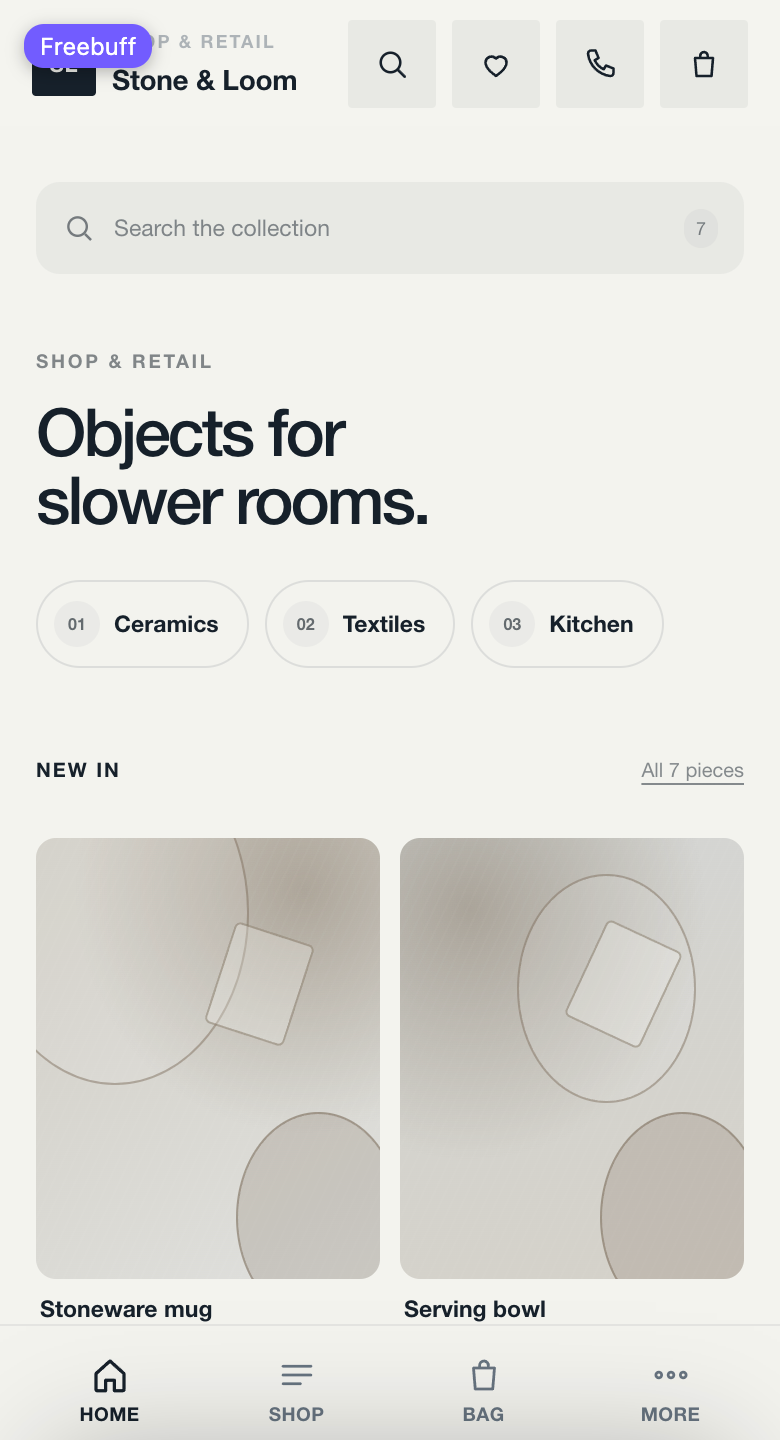 Freebuff
P & RETAIL
Stone & Loom
Search the collection
7
SHOP & RETAIL
Objects for
slower rooms.
01 Ceramics
02 Textiles
03 Kitchen
NEW IN
All 7 pieces
Stoneware mug
Serving bowl
HOME
SHOP
BAG
MORE